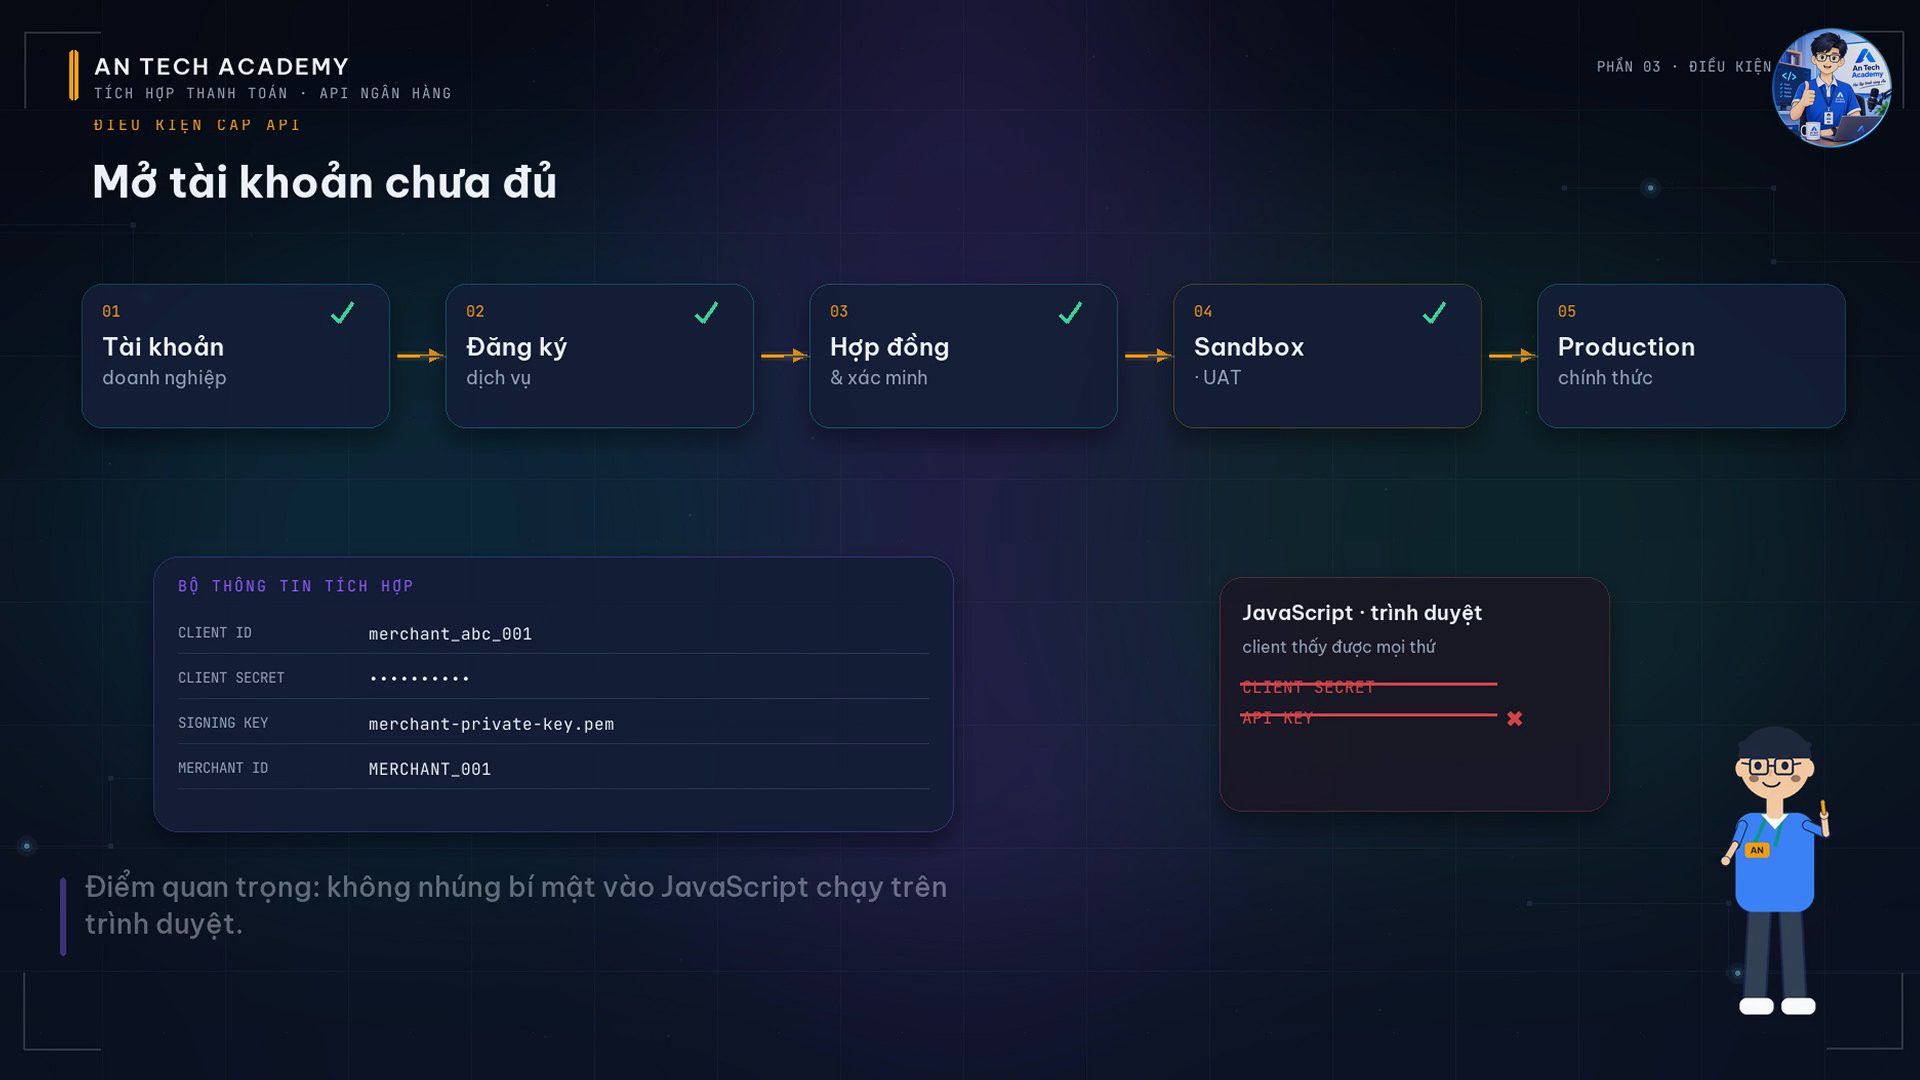 AN TECH ACADEMY
TÍCH HỢP THANH TOÁN · API NGÂN HÀNG
PHẦN 03 · ĐIỀU KIỆN
An Tech
Academy
ĐIỀU KIỆN CẤP API
Mở tài khoản chưa đủ
01
Tài khoản
doanh nghiệp
02
Đăng ký
dịch vụ
03
Hợp đồng
& xác minh
04
Sandbox
· UAT
05
Production
chính thức
BỘ THÔNG TIN TÍCH HỢP
CLIENT ID merchant_abc_001
CLIENT SECRET ••••••••••
SIGNING KEY merchant-private-key.pem
MERCHANT ID MERCHANT_001
JavaScript · trình duyệt
client thấy được mọi thứ
CLIENT SECRET
API KEY
Điểm quan trọng: không nhúng bí mật vào JavaScript chạy trên
trình duyệt.
AN